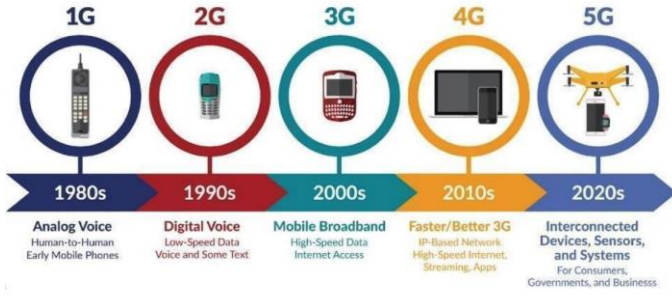 1G
2G
3G
4G
5G
1980s
1990s
2000s
2010s
2020s
Analog Voice
Human-to-Human
Early Mobile Phones
Digital Voice
Low-Speed Data
Voice and Some Text
Mobile Broadband
High-Speed Data
Internet Access
Faster/Better 3G
IP-Based Network
High-Speed Internet,
Streaming, Apps
Interconnected
Devices, Sensors,
and Systems
For Consumers,
Governments, and Businesss